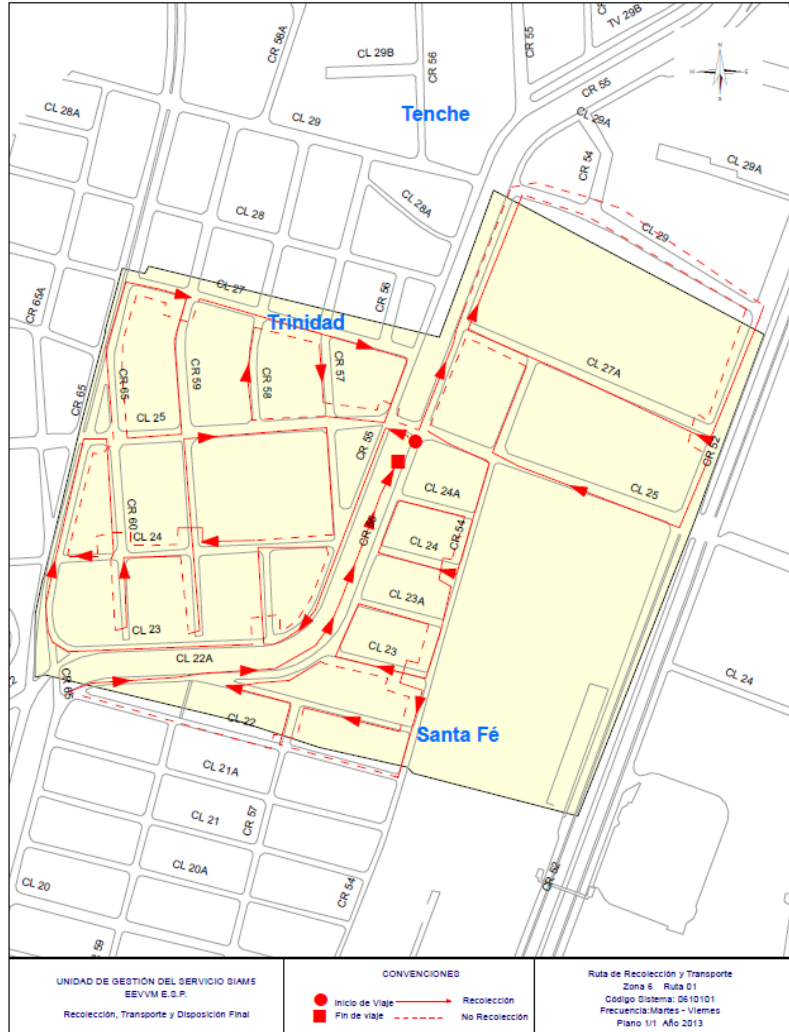 CR 56A
CL 29B
CR 56
CR 55
TV 29B
CR 55
N
E
S
CL 28A
CL 29
Tenche
CL 29A
CR 54
CL 29A
CL 28A
CL 28
CL 29
CR 65A
CL 27
CR 56
Trinidad
CR 65
CR 65
CR 59
CR 58
CR 57
CL 27A
CL 25
CR 55
CR 52
CL 25
CL 24A
CR 60
CL 24
CL 24
CR 54
CL 23A
CL 23
CL 23
CL 22A
CR 65
CL 24
CL 22
Santa Fé
CL 21A
CL 21
CR 57
CL 20A
CL 20
CR 54
CR 52
CR 59
UNIDAD DE GESTIÓN DEL SERVICIO SIAM5
EEVVM E.S.P.
Recolección, Transporte y Disposición Final
CONVENCIONES
Inicio de Viaje
Recolección
Fin de viaje
No Recolección
Ruta de Recolección y Transporte
Zona 6 Ruta 01
Código Sistema: 0610101
Frecuencia:Martes - Viernes
Plano 1/1 Año 2013